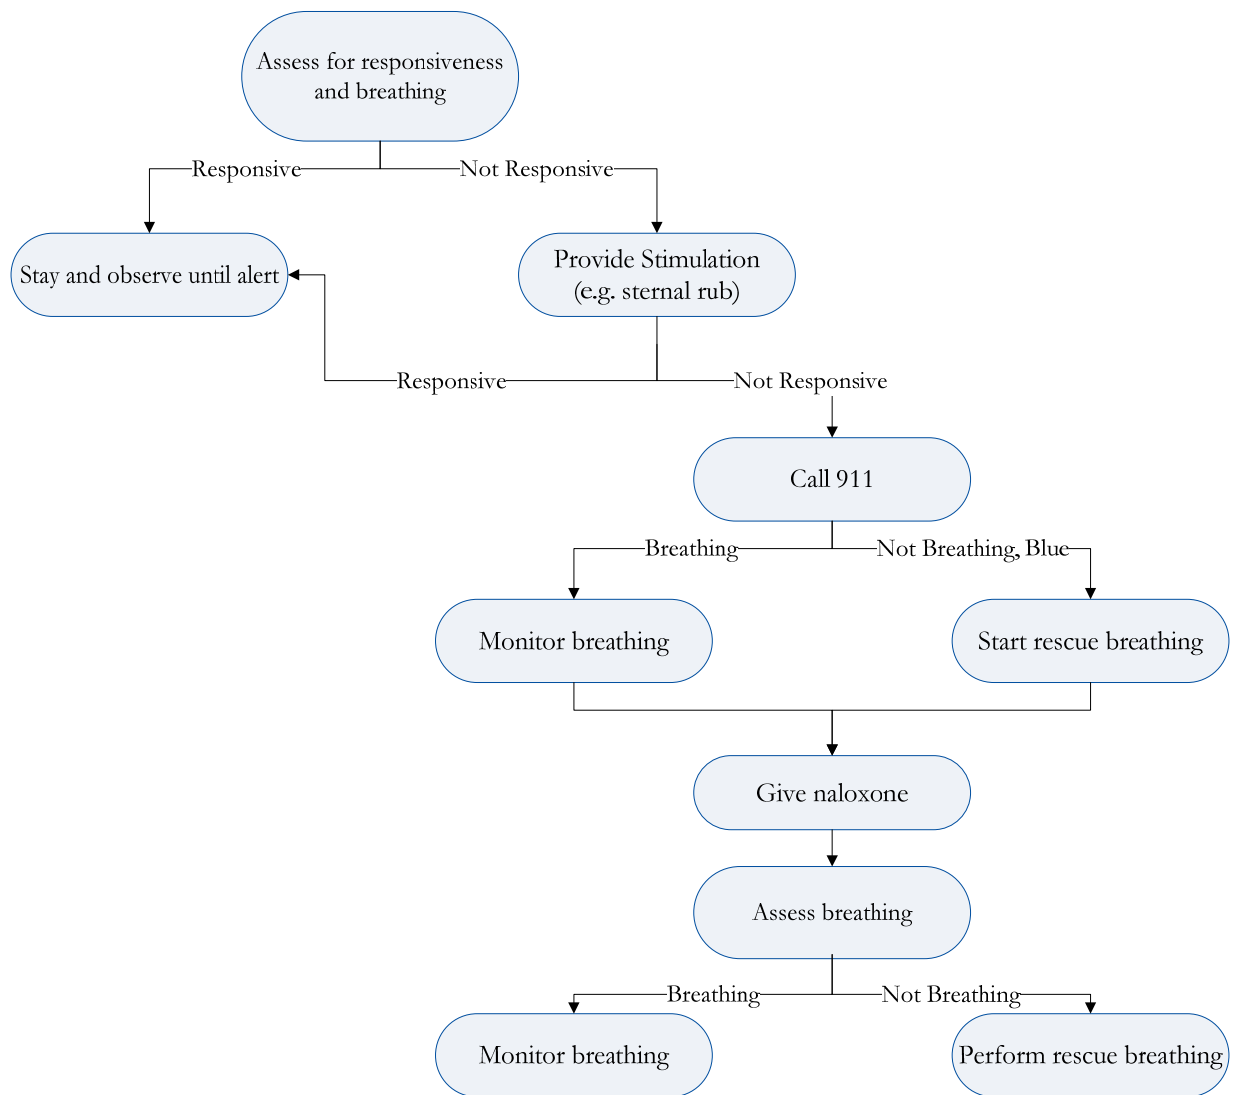 Assess for responsiveness
and breathing
Responsive
Not Responsive
Stay and observe until alert
Provide Stimulation
(e.g. sternal rub)
Responsive
Not Responsive
Call 911
Breathing
Not Breathing, Blue
Monitor breathing
Start rescue breathing
Give naloxone
Assess breathing
Breathing
Not Breathing
Monitor breathing
Perform rescue breathing